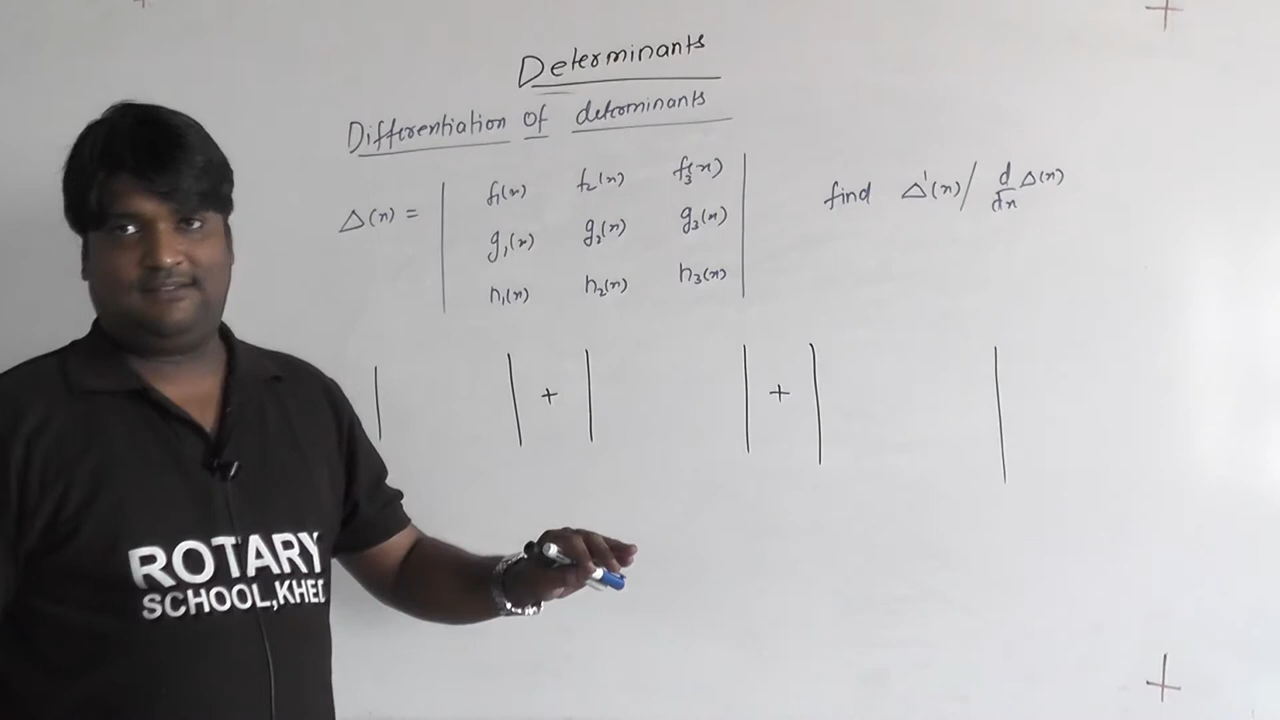 Determinants
Differentiation of determinants
Δ(x) = | f₁(x) f₂(x) f₃(x) |
| g₁(x) g₂(x) g₃(x) |
| h₁(x) h₂(x) h₃(x) |
find Δ'(x) / d/dx Δ(x)
| | + | | + | |
ROTARY
SCHOOL,KHED